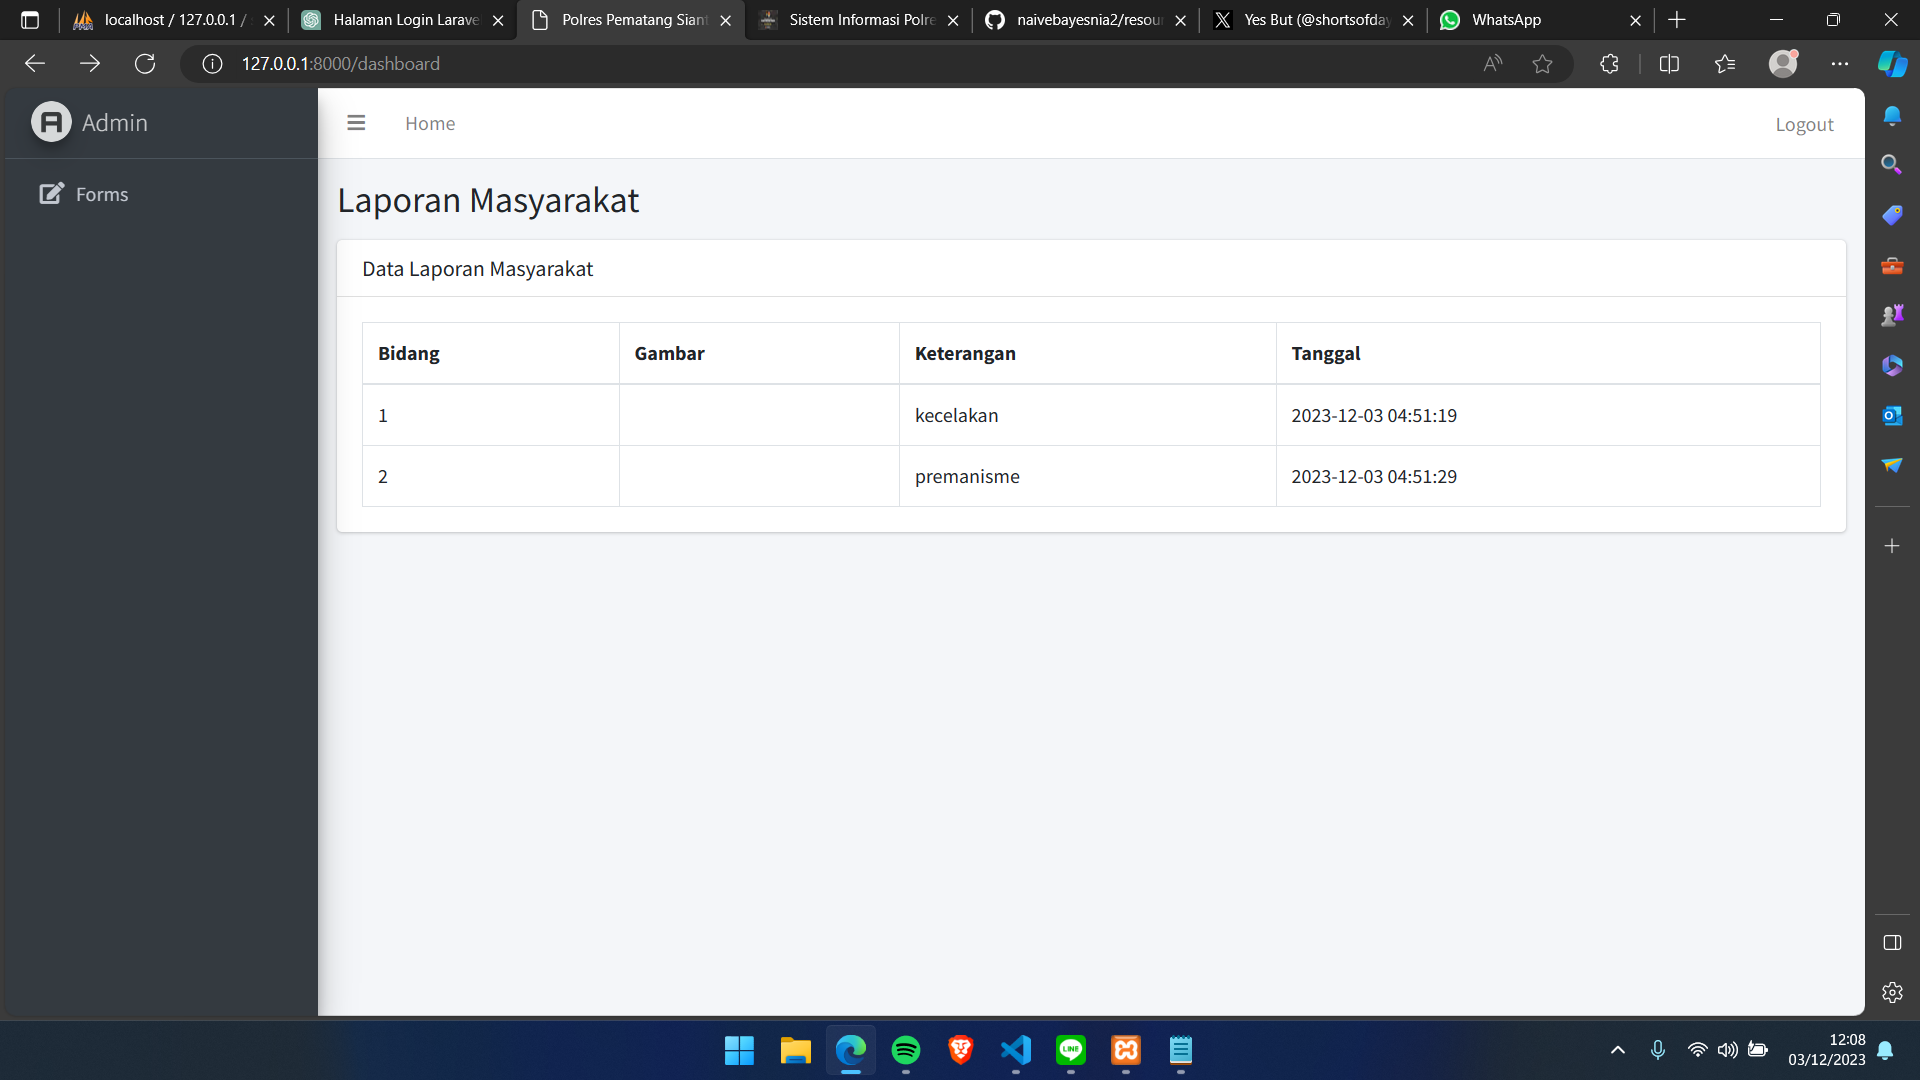 localhost / 127.0.0.1 /
Halaman Login Larave
Polres Pematang Siant
Sistem Informasi Polre
naivebayesnia2/resour
Yes But (@shortsofday
WhatsApp
127.0.0.1:8000/dashboard
Admin
Home
Logout
Forms
Laporan Masyarakat
Data Laporan Masyarakat
Bidang Gambar Keterangan Tanggal
1 kecelakan 2023-12-03 04:51:19
2 premanisme 2023-12-03 04:51:29
12:08
03/12/2023